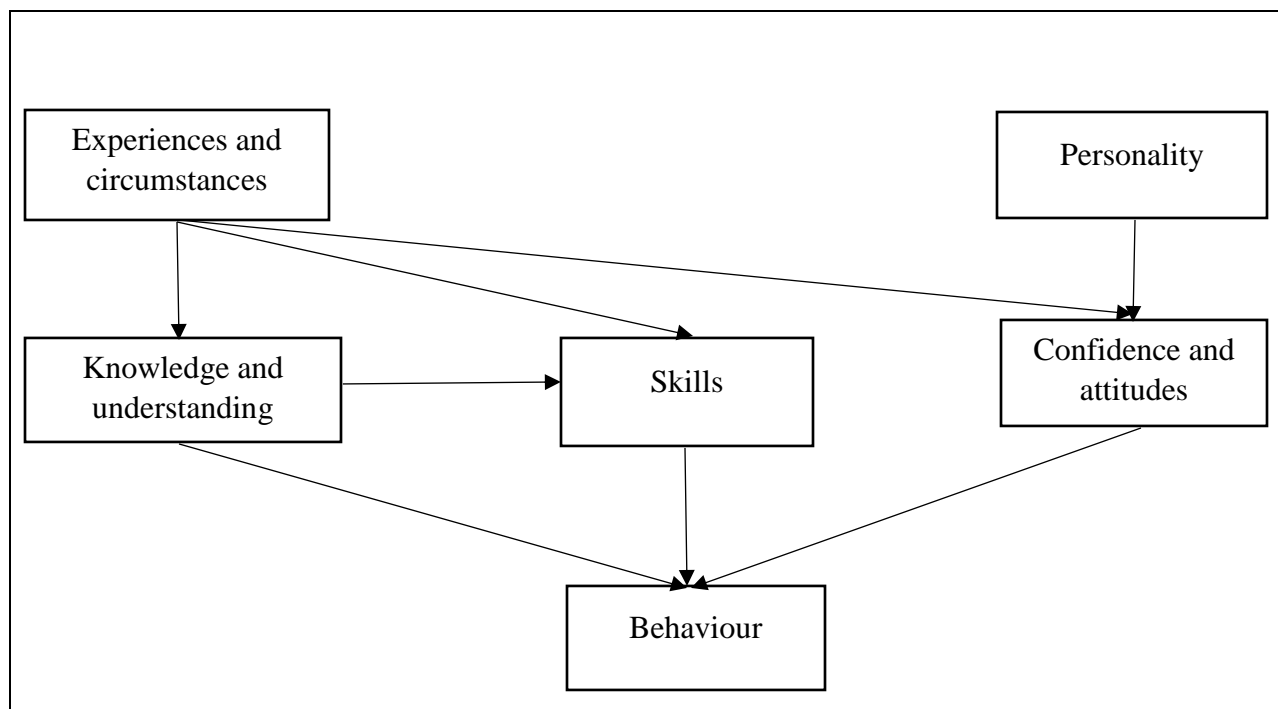 Experiences and
circumstances
Personality
Knowledge and
understanding
Skills
Confidence and
attitudes
Behaviour